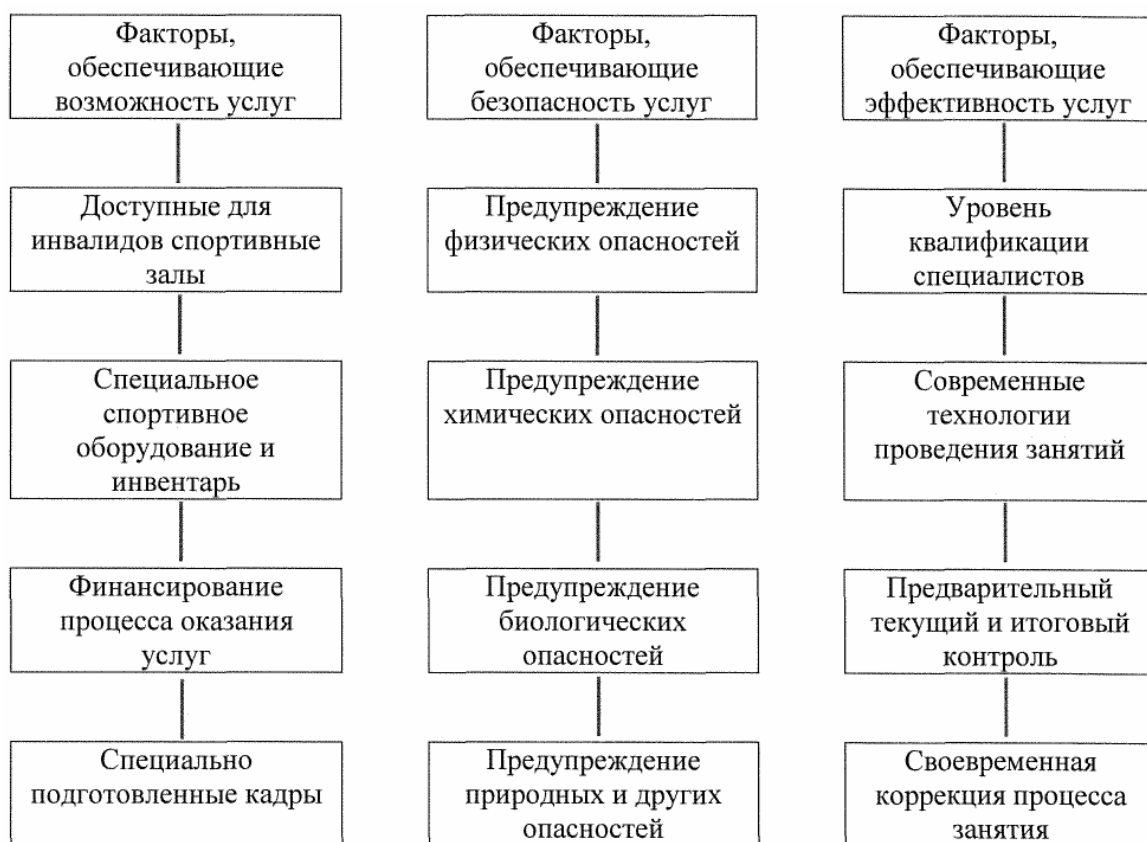 Факторы,
обеспечивающие
возможность услуг
Факторы,
обеспечивающие
безопасность услуг
Факторы,
обеспечивающие
эффективность услуг
Доступные для
инвалидов спортивные
залы
Предупреждение
физических опасностей
Уровень
квалификации
специалистов
Специальное
спортивное
оборудование и
инвентарь
Предупреждение
химических опасностей
Современные
технологии
проведения занятий
Финансирование
процесса оказания
услуг
Предупреждение
биологических
опасностей
Предварительный
текущий и итоговый
контроль
Специально
подготовленные кадры
Предупреждение
природных и других
опасностей
Своевременная
коррекция процесса
занятия